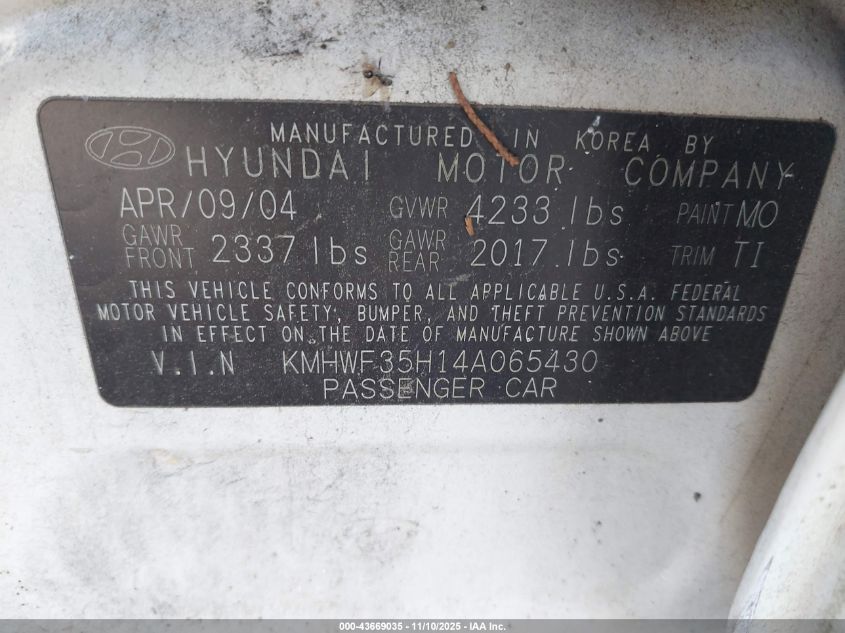 MANUFACTURED IN KOREA BY
HYUNDAI MOTOR COMPANY
APR/09/04 GVWR 4233 lbs PAINT MO
GAWR FRONT 2337 lbs GAWR REAR 2017 lbs TRIM TI
THIS VEHICLE CONFORMS TO ALL APPLICABLE U.S.A. FEDERAL
MOTOR VEHICLE SAFETY, BUMPER, AND THEFT PREVENTION STANDARDS
IN EFFECT ON THE DATE OF MANUFACTURE SHOWN ABOVE
V.I.N KMHWF35H14A065430
PASSENGER CAR
000-43669035 - 11/10/2025 - IAA Inc.